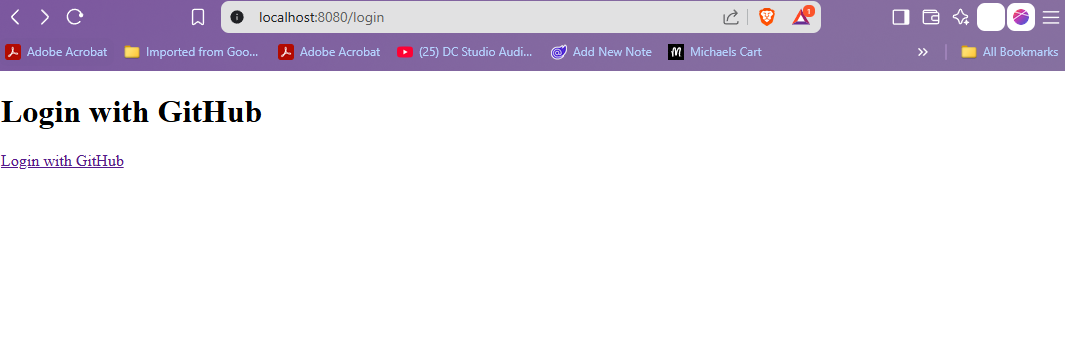 localhost:8080/login
1
Adobe Acrobat Imported from Goo... Adobe Acrobat (25) DC Studio Audi... Add New Note M Michaels Cart » All Bookmarks
Login with GitHub
Login with GitHub